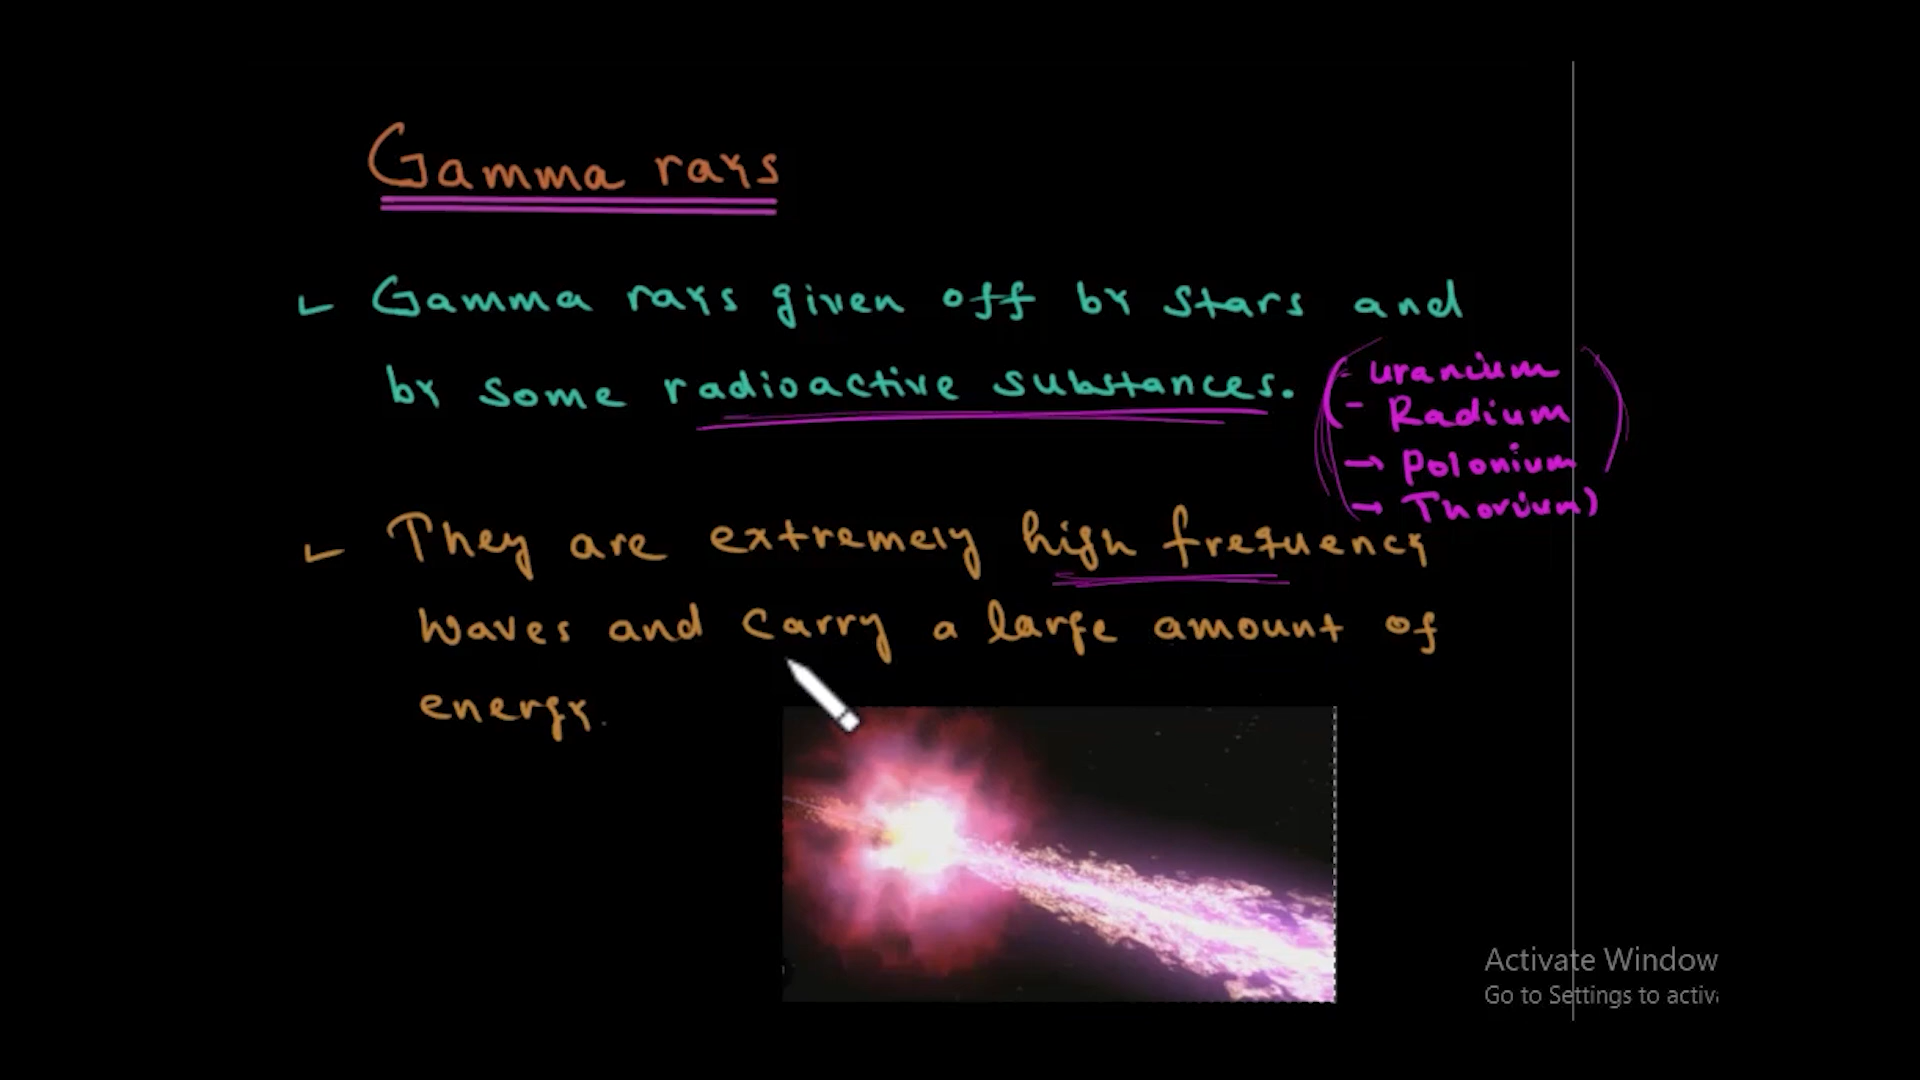 Gamma rays
Gamma rays given off by stars and
by some radioactive substances.
(- uranium
- Radium
→ Polonium
→ Thorium)
They are extremely high frequency
waves and carry a large amount of
energy.
Activate Window
Go to Settings to activ